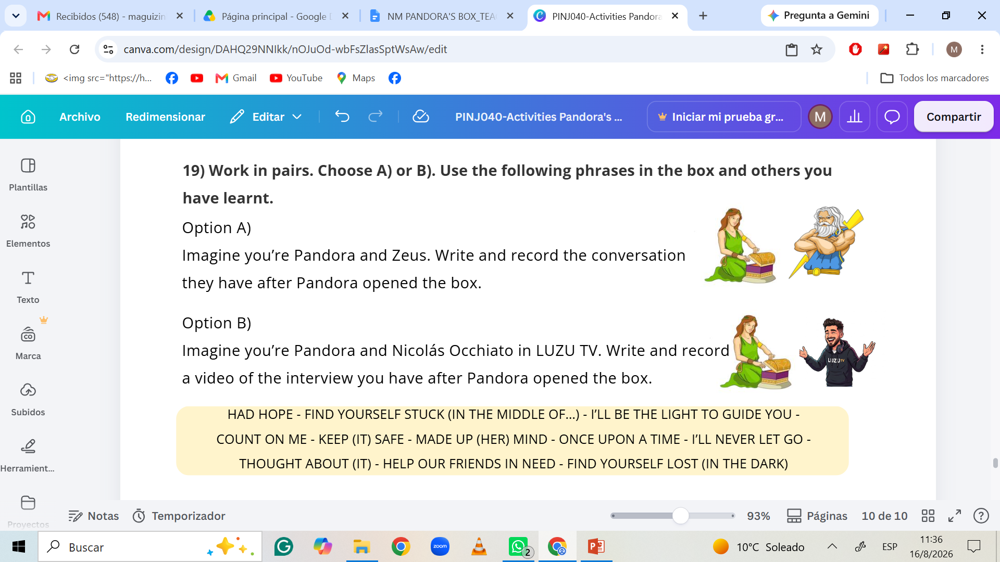 Recibidos (548) - maguizin
Página principal - Google D
NM PANDORA'S BOX_TEA
PINJ040-Activities Pandora
Pregunta a Gemini
canva.com/design/DAHQ29NNIkk/nOJuOd-wbFsZlasSptWsAw/edit
M
<img src="https://h...
Gmail
YouTube
Maps
Todos los marcadores
Archivo
Redimensionar
Editar
PINJ040-Activities Pandora's ...
Iniciar mi prueba gr...
M
Compartir
Plantillas
Elementos
Texto
Marca
Subidos
Herramient...
Proyectos
19) Work in pairs. Choose A) or B). Use the following phrases in the box and others you
have learnt.
Option A)
Imagine you’re Pandora and Zeus. Write and record the conversation
they have after Pandora opened the box.
Option B)
Imagine you’re Pandora and Nicolás Occhiato in LUZU TV. Write and record
a video of the interview you have after Pandora opened the box.
LUZU TV
HAD HOPE - FIND YOURSELF STUCK (IN THE MIDDLE OF...) - I’LL BE THE LIGHT TO GUIDE YOU -
COUNT ON ME - KEEP (IT) SAFE - MADE UP (HER) MIND - ONCE UPON A TIME - I’LL NEVER LET GO -
THOUGHT ABOUT (IT) - HELP OUR FRIENDS IN NEED - FIND YOURSELF LOST (IN THE DARK)
Notas
Temporizador
93%
Páginas
10 de 10
Buscar
zoom
2
10°C Soleado
ESP
11:36
16/8/2026